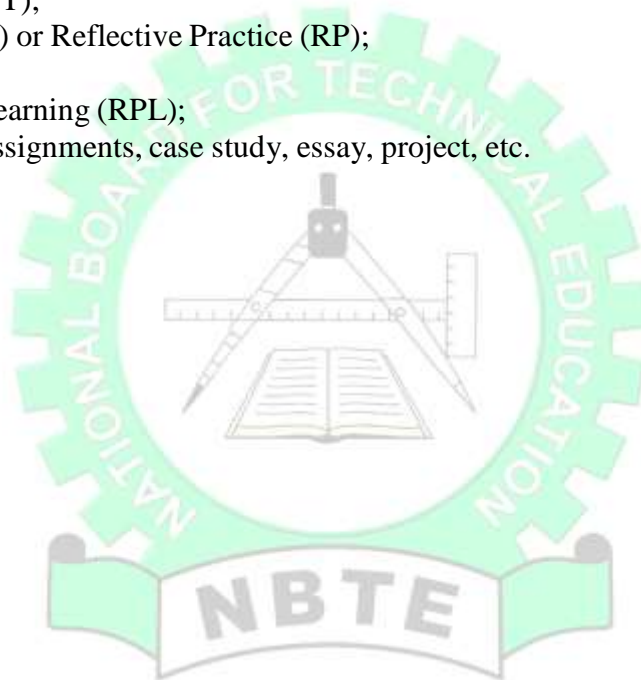 T);
) or Reflective Practice (RP);
earning (RPL);
ssignments, case study, essay, project, etc.
NATIONAL BOARD FOR TECHNICAL EDUCATION
NBTE